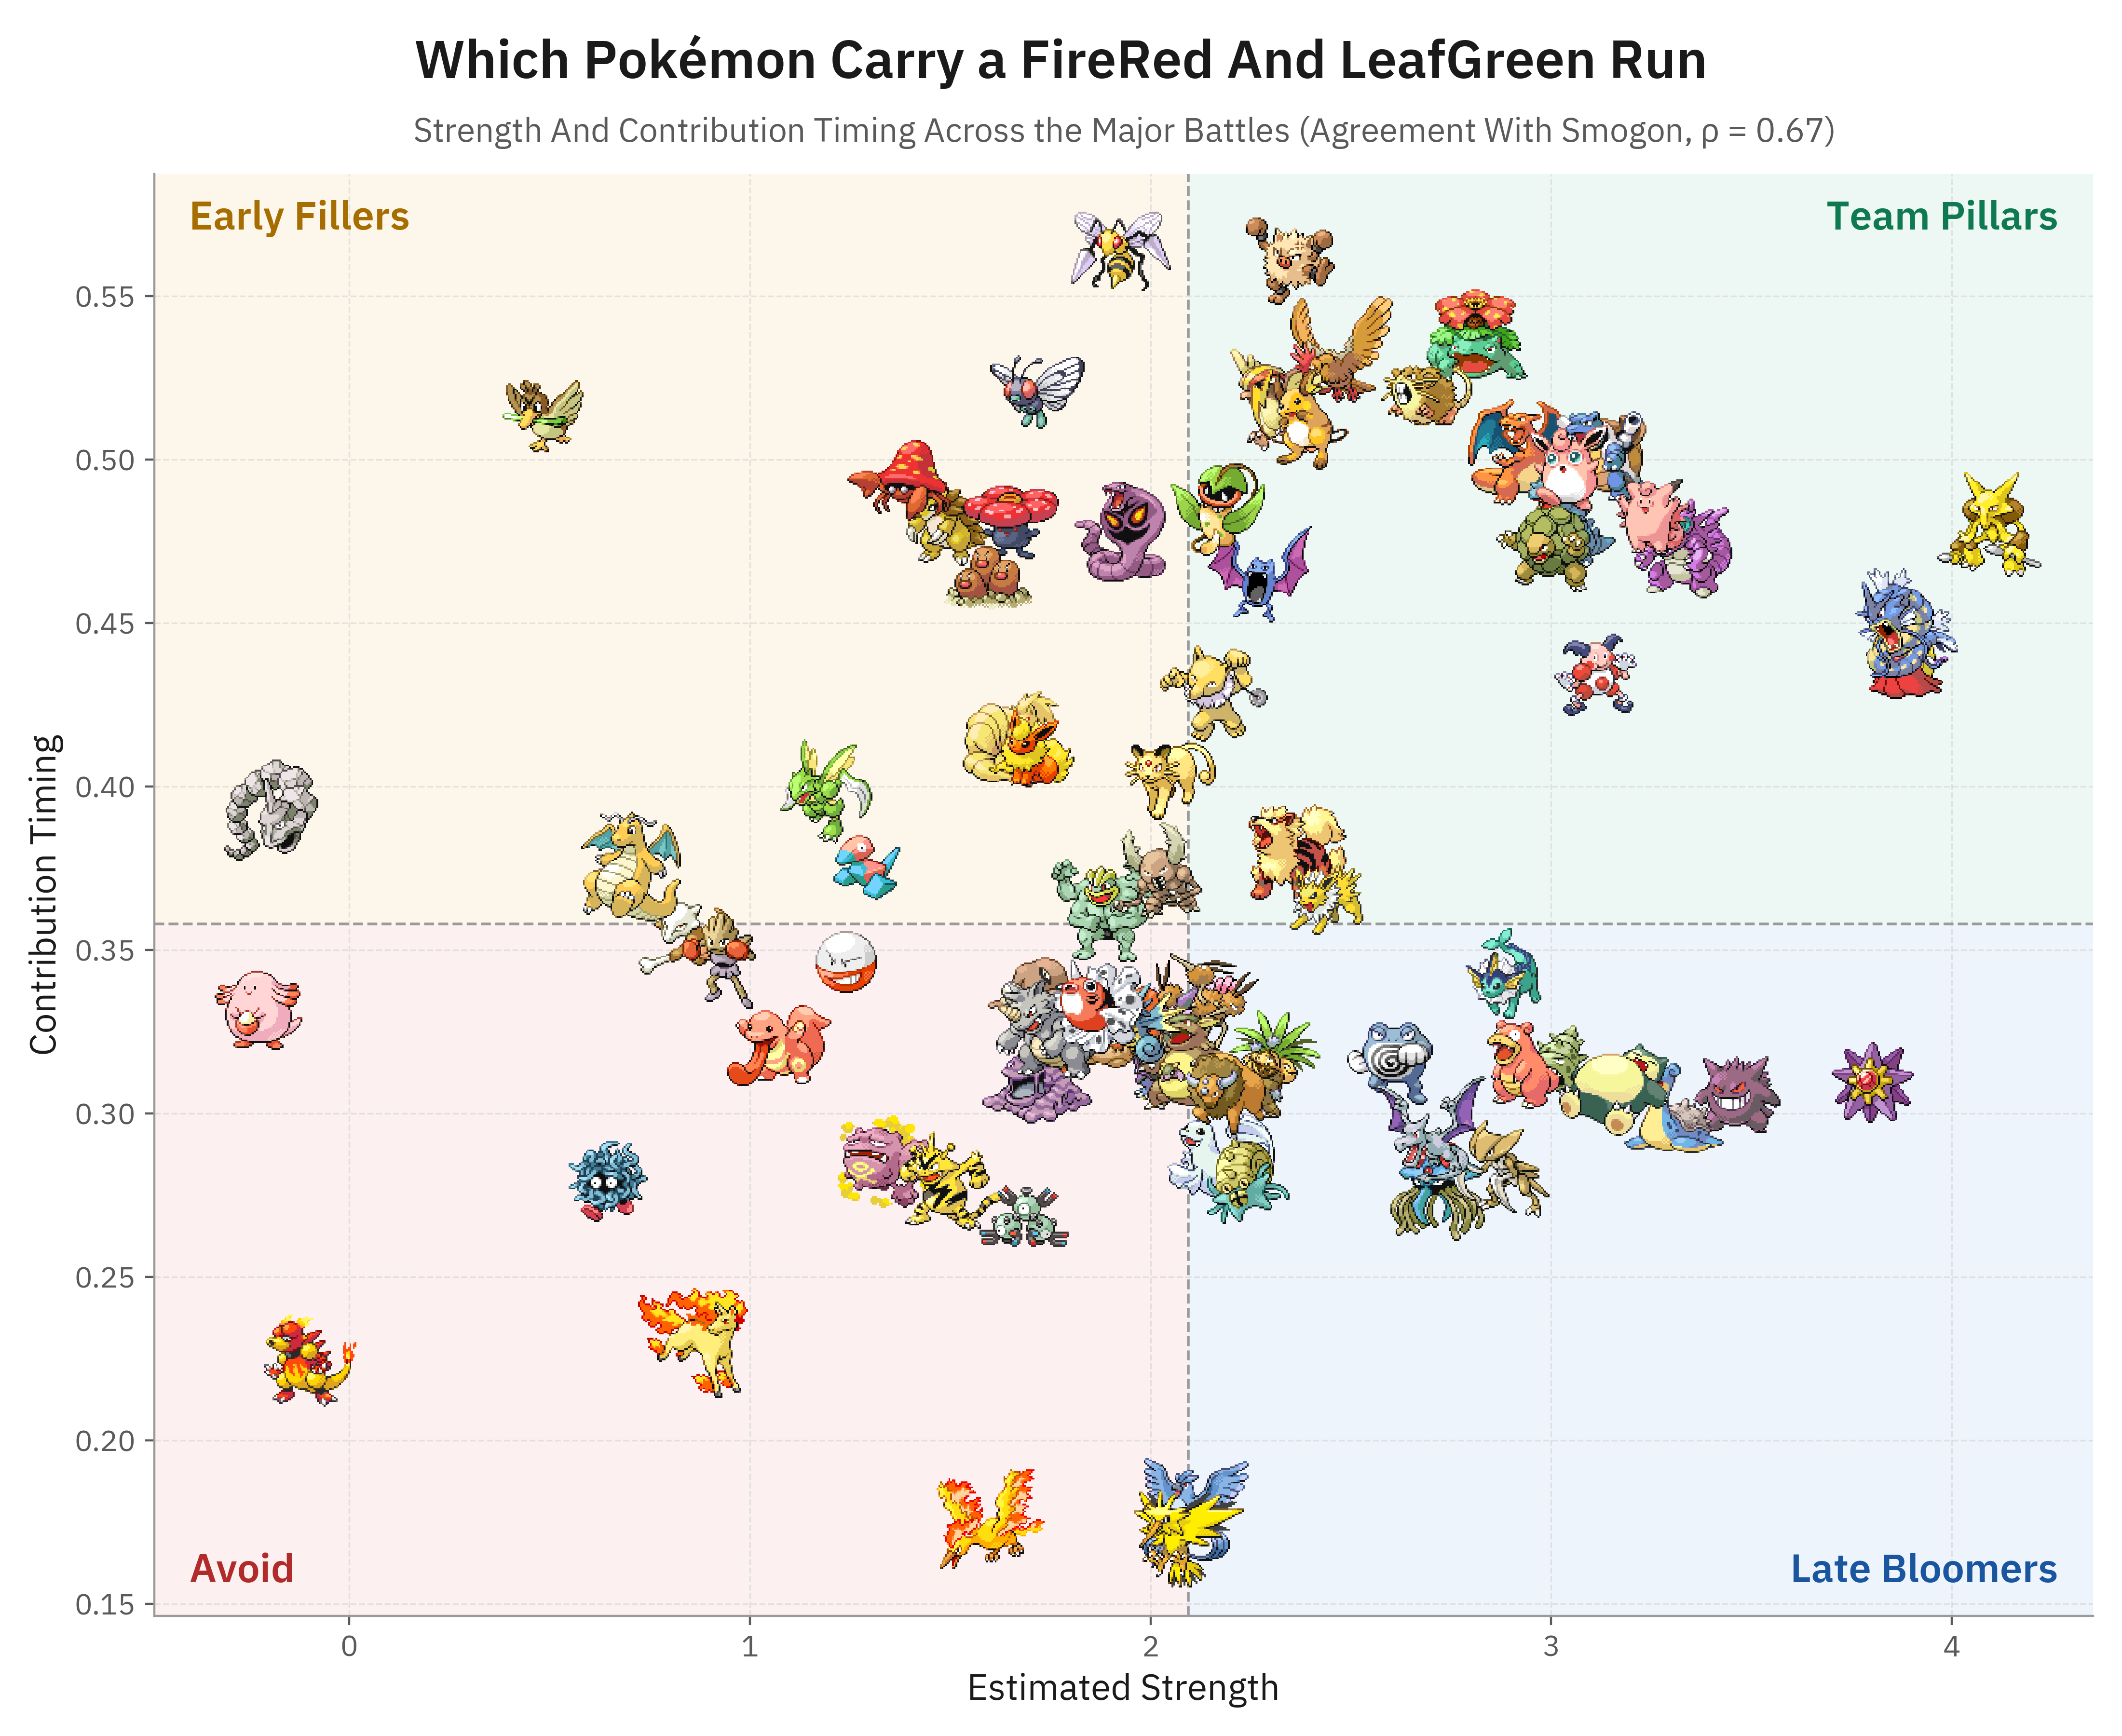 Which Pokémon Carry a FireRed And LeafGreen Run
Strength And Contribution Timing Across the Major Battles (Agreement With Smogon, ρ = 0.67)
Early Fillers
Team Pillars
0.55
0.50
0.45
0.40
0.35
0.30
0.25
0.20
0.15
Contribution Timing
Avoid
Late Bloomers
0
1
2
3
4
Estimated Strength